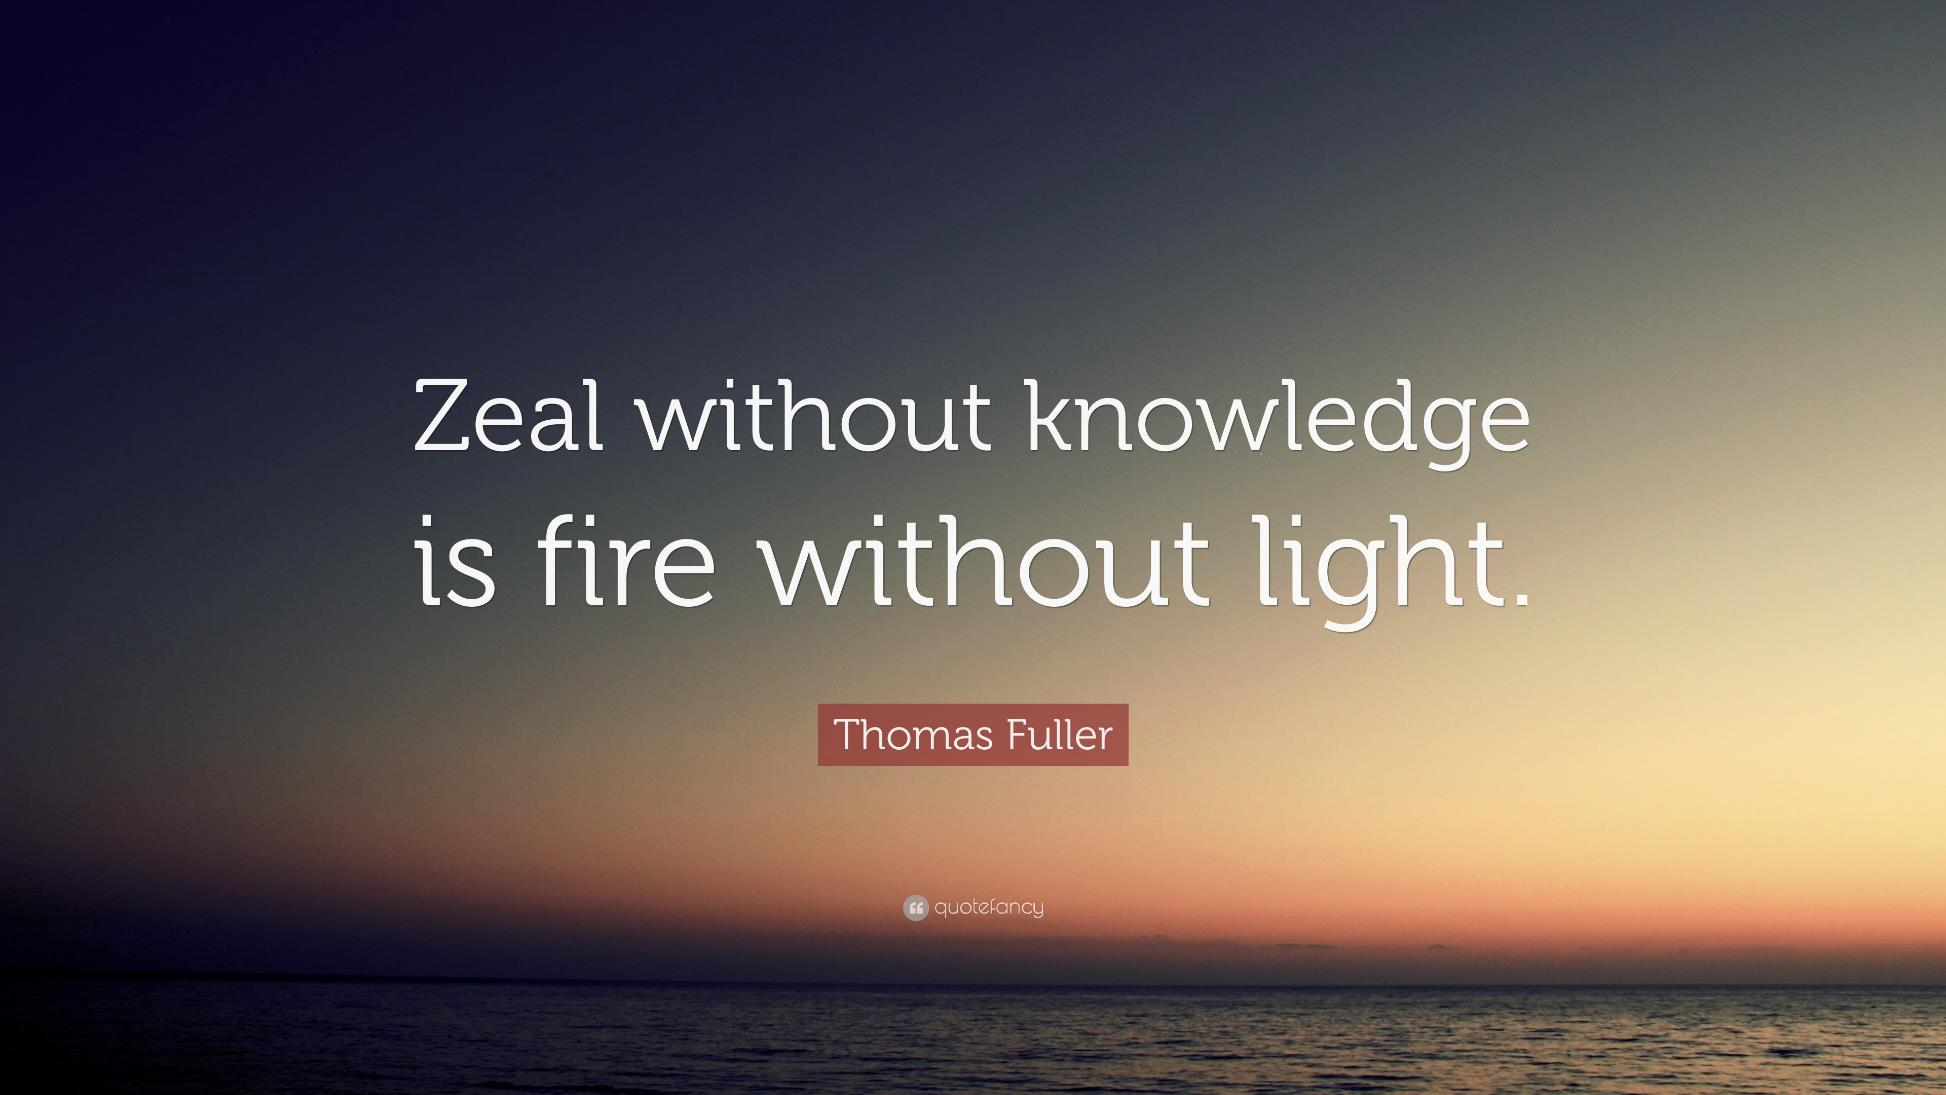 Zeal without knowledge
is fire without light.
Thomas Fuller
quotefancy